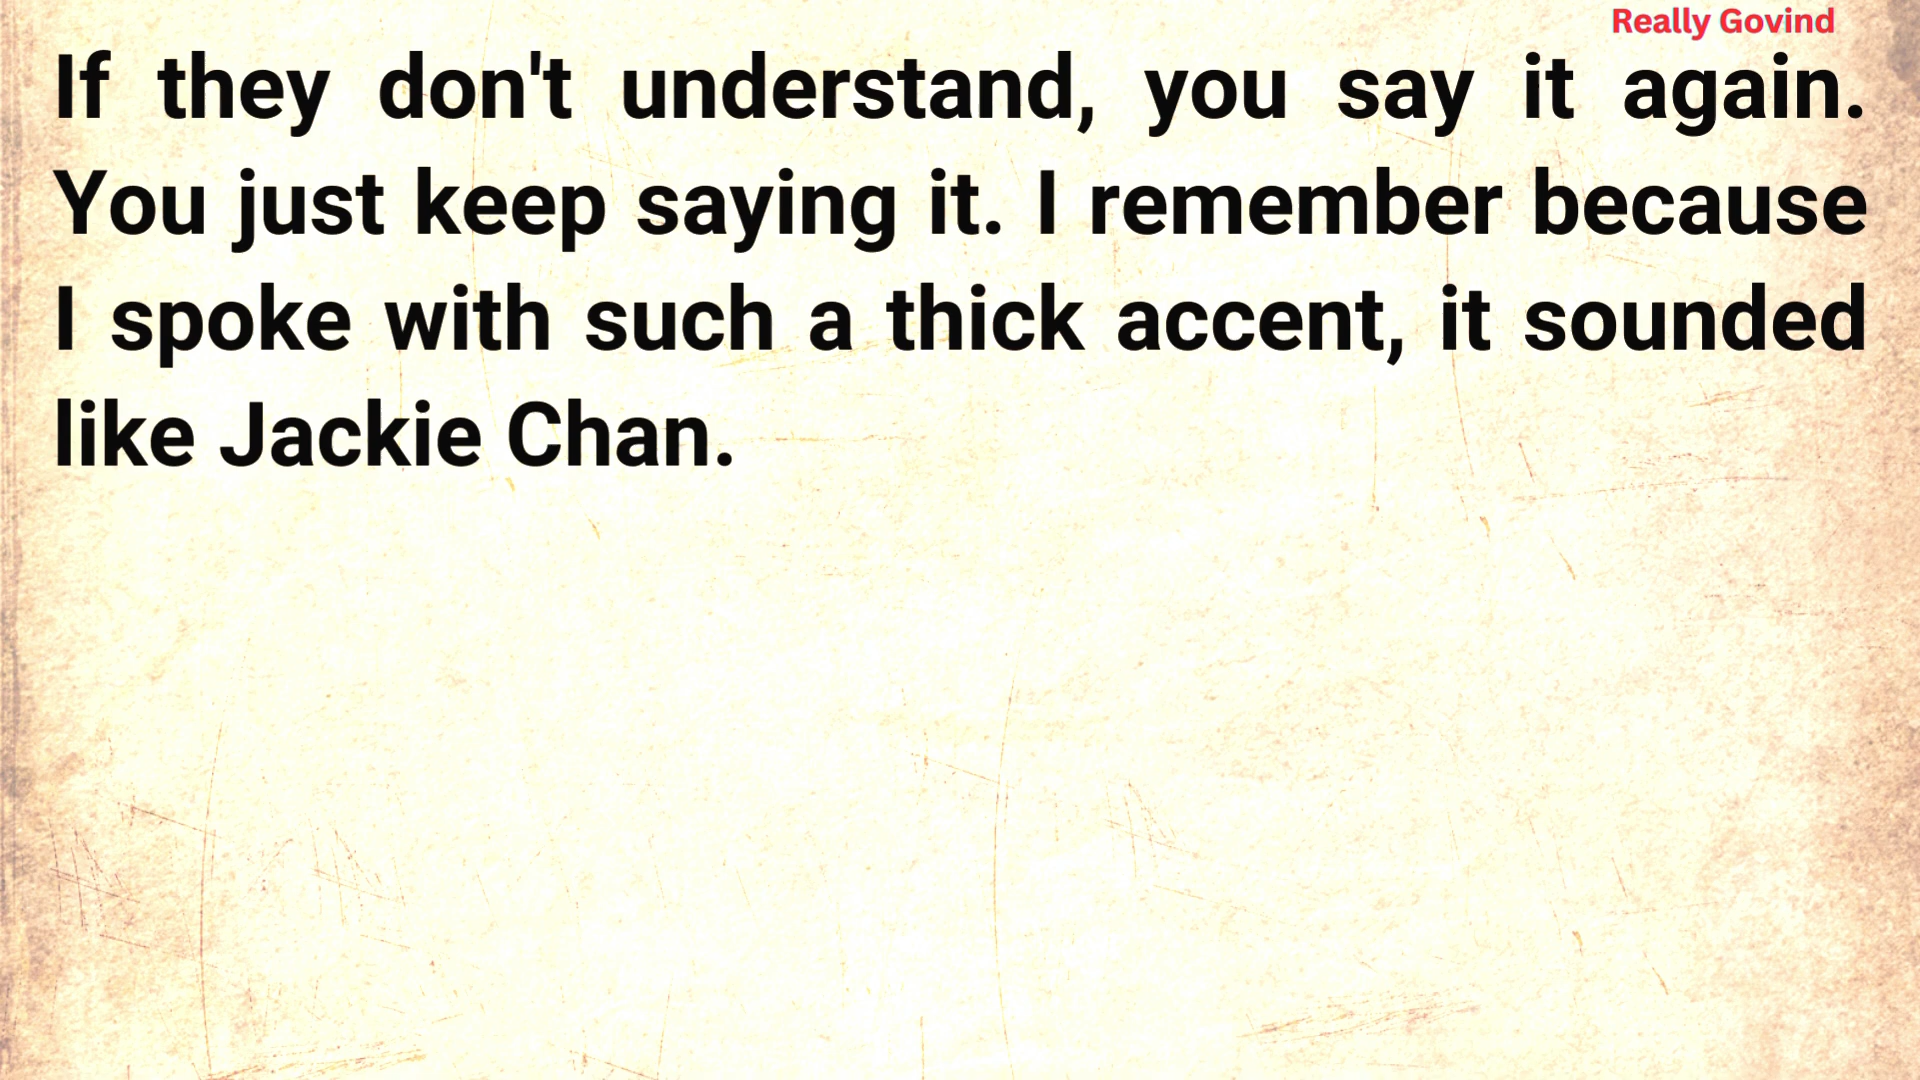 Really Govind
If they don't understand, you say it again.
You just keep saying it. I remember because
I spoke with such a thick accent, it sounded
like Jackie Chan.